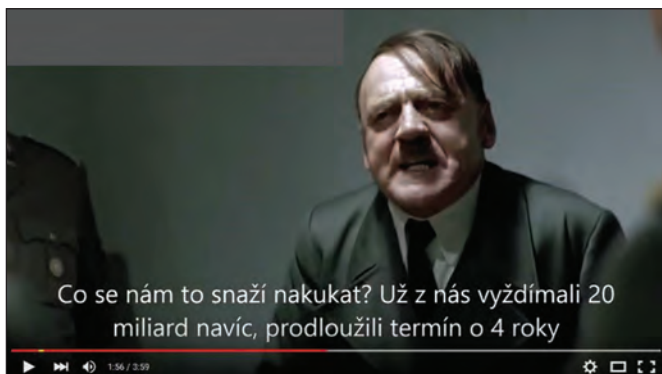 Co se nám to snaží nakukat? Už z nás vyždímali 20
miliard navíc, prodloužili termín o 4 roky
1:56 / 3:59